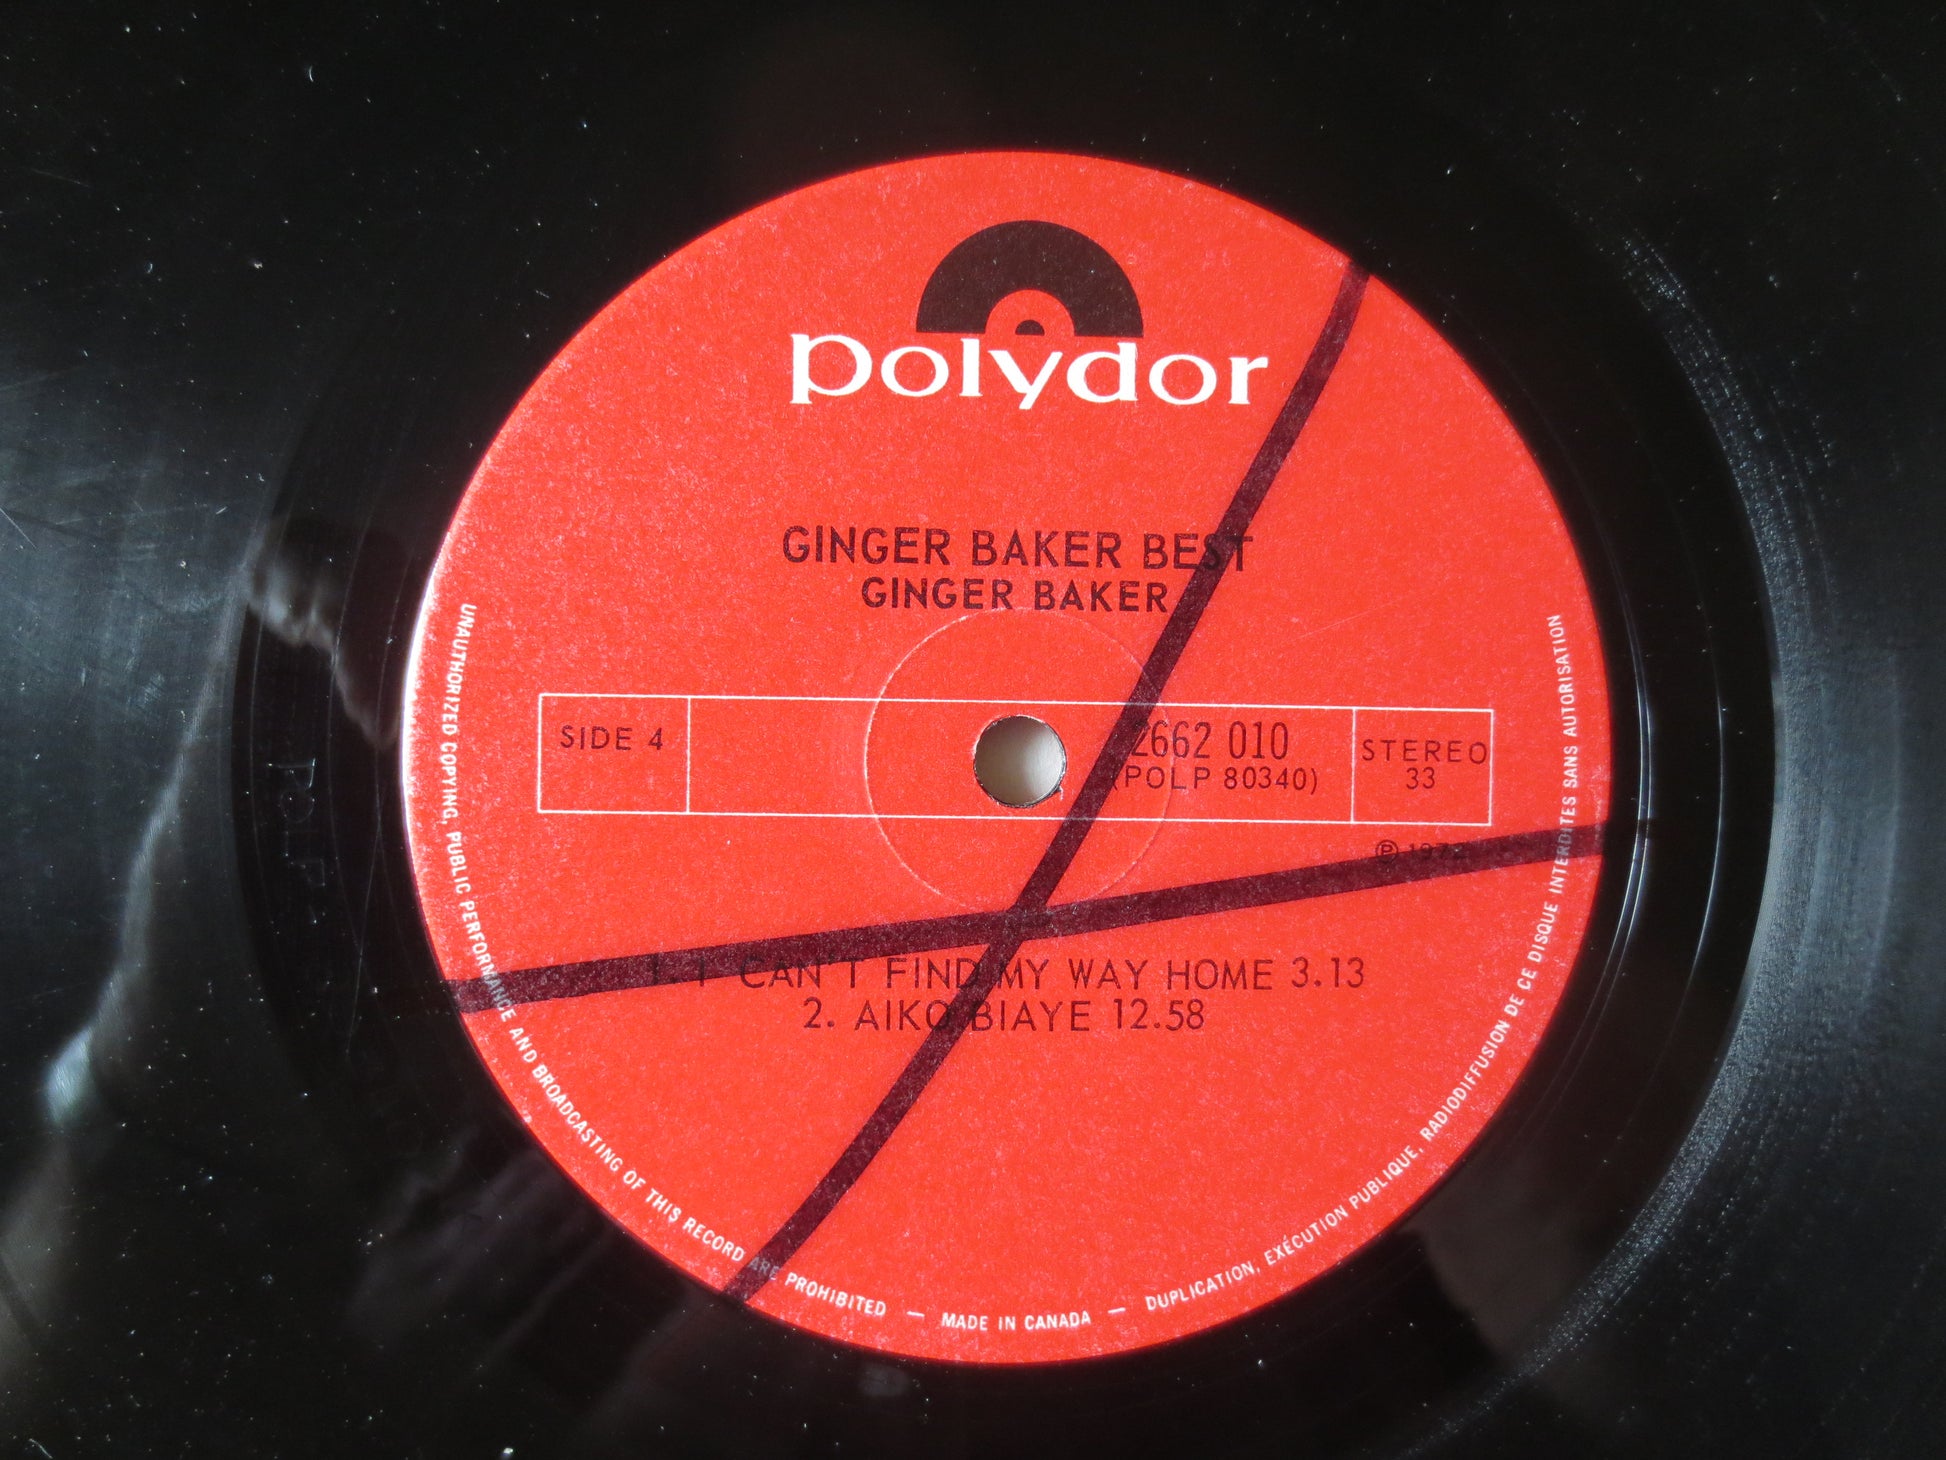 polydor
GINGER BAKER BEST
GINGER BAKER
SIDE 4
2662 010
(POLP 80340)
STEREO
33
℗ 1972
1. I CAN'T FIND MY WAY HOME 3.13
2. AIKO BIAYE 12.58
UNAUTHORIZED COPYING, PUBLIC PERFORMANCE AND BROADCASTING OF THIS RECORD ARE PROHIBITED — MADE IN CANADA — DUPLICATION, EXÉCUTION PUBLIQUE, RADIODIFFUSION DE CE DISQUE INTERDITES SANS AUTORISATION